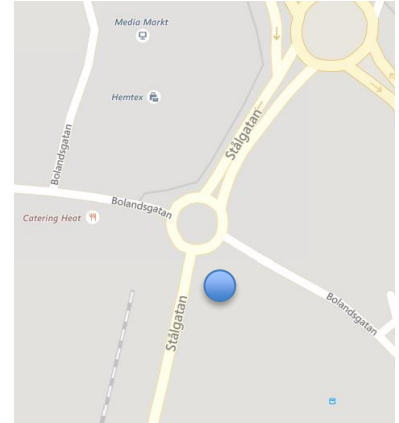 Media Markt
Hemtex
Stålgatan
Bolandsgatan
Bolandsgatan
Catering Heat
Bolandsgatan
Stålgatan